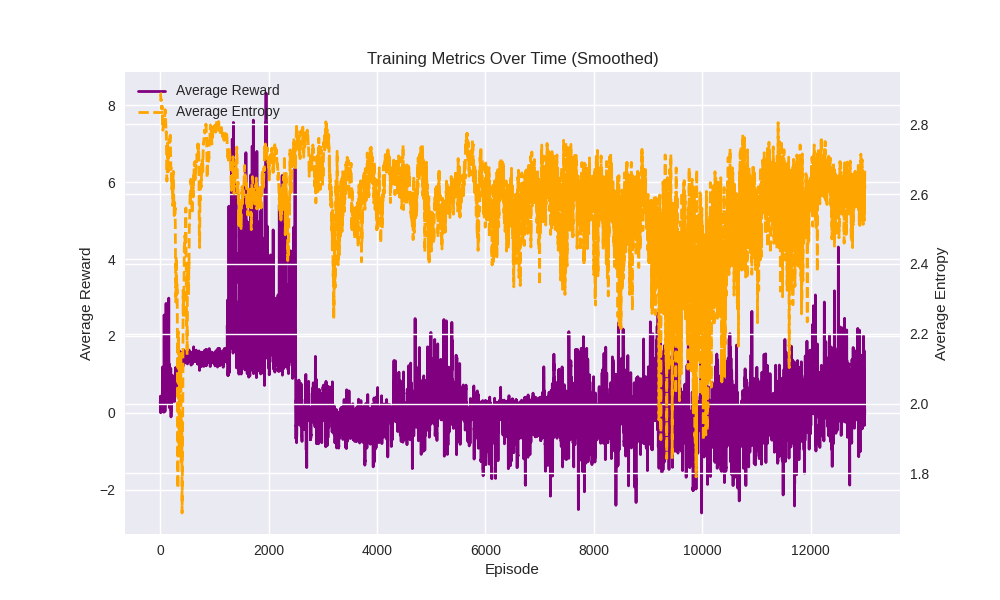 Training Metrics Over Time (Smoothed)
Average Reward
Average Entropy
8
6
4
2
0
−2
Average Reward
2.8
2.6
2.4
2.2
2.0
1.8
Average Entropy
0 2000 4000 6000 8000 10000 12000
Episode